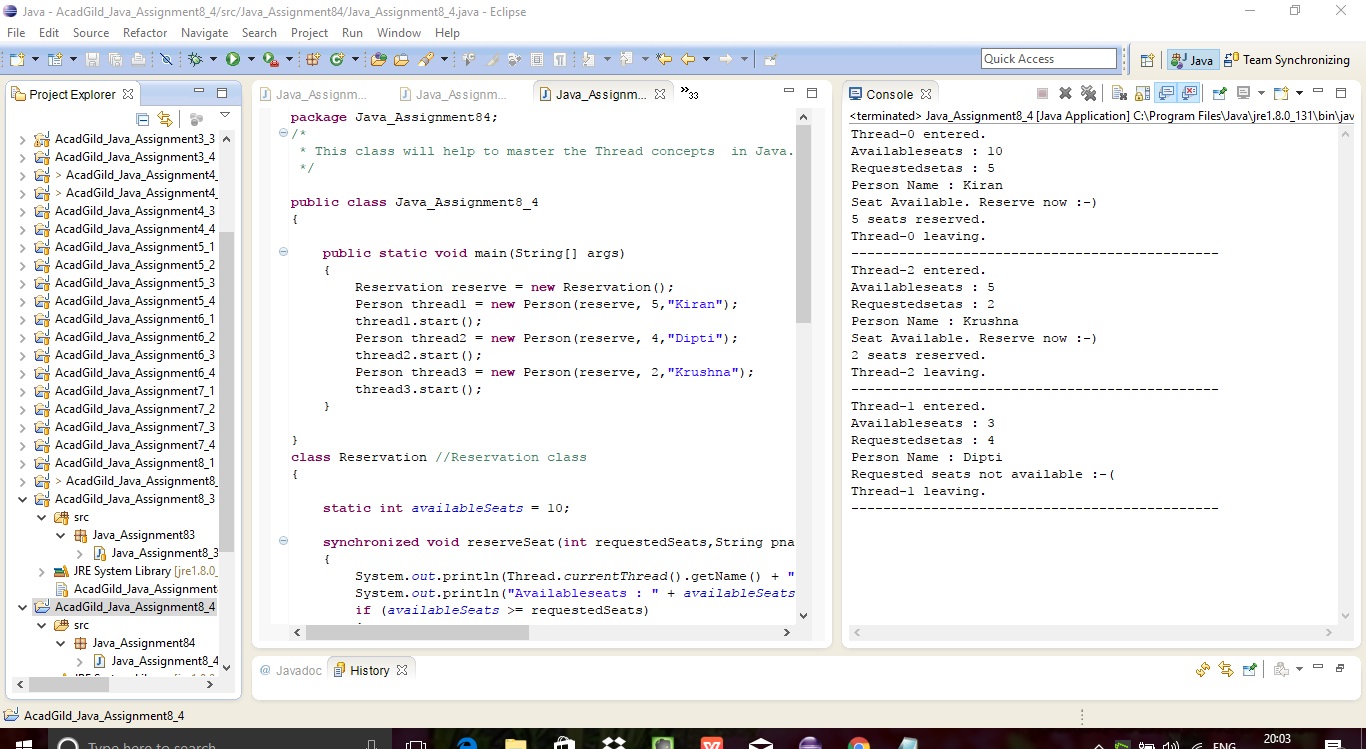 Java - AcadGild_Java_Assignment8_4/src/Java_Assignment84/Java_Assignment8_4.java - Eclipse
File Edit Source Refactor Navigate Search Project Run Window Help
Quick Access
Java
Team Synchronizing
Project Explorer
AcadGild_Java_Assignment3_3
AcadGild_Java_Assignment3_4
> AcadGild_Java_Assignment4_
> AcadGild_Java_Assignment4_
AcadGild_Java_Assignment4_3
AcadGild_Java_Assignment4_4
AcadGild_Java_Assignment5_1
AcadGild_Java_Assignment5_2
AcadGild_Java_Assignment5_3
AcadGild_Java_Assignment5_4
AcadGild_Java_Assignment6_1
AcadGild_Java_Assignment6_2
AcadGild_Java_Assignment6_3
AcadGild_Java_Assignment6_4
AcadGild_Java_Assignment7_1
AcadGild_Java_Assignment7_2
AcadGild_Java_Assignment7_3
AcadGild_Java_Assignment7_4
AcadGild_Java_Assignment8_1
> AcadGild_Java_Assignment8_
AcadGild_Java_Assignment8_3
src
Java_Assignment83
Java_Assignment8_3
JRE System Library [jre1.8.0_
AcadGild_Java_Assignment
AcadGild_Java_Assignment8_4
src
Java_Assignment84
Java_Assignment8_4
Java_Assignm... Java_Assignm... Java_Assignm... »33
package Java_Assignment84;
/*
* This class will help to master the Thread concepts  in Java.
*/
public class Java_Assignment8_4
{
public static void main(String[] args)
{
Reservation reserve = new Reservation();
Person thread1 = new Person(reserve, 5,"Kiran");
thread1.start();
Person thread2 = new Person(reserve, 4,"Dipti");
thread2.start();
Person thread3 = new Person(reserve, 2,"Krushna");
thread3.start();
}
}
class Reservation //Reservation class
{
static int availableSeats = 10;
synchronized void reserveSeat(int requestedSeats,String pna
{
System.out.println(Thread.currentThread().getName() + "
System.out.println("Availableseats : " + availableSeats
if (availableSeats >= requestedSeats)
Console
<terminated> Java_Assignment8_4 [Java Application] C:\Program Files\Java\jre1.8.0_131\bin\jav
Thread-0 entered.
Availableseats : 10
Requestedsetas : 5
Person Name : Kiran
Seat Available. Reserve now :-)
5 seats reserved.
Thread-0 leaving.
----------------------------------------------
Thread-2 entered.
Availableseats : 5
Requestedsetas : 2
Person Name : Krushna
Seat Available. Reserve now :-)
2 seats reserved.
Thread-2 leaving.
----------------------------------------------
Thread-1 entered.
Availableseats : 3
Requestedsetas : 4
Person Name : Dipti
Requested seats not available :-(
Thread-1 leaving.
----------------------------------------------
@ Javadoc History
AcadGild_Java_Assignment8_4
Type here to search
ENG
20:03